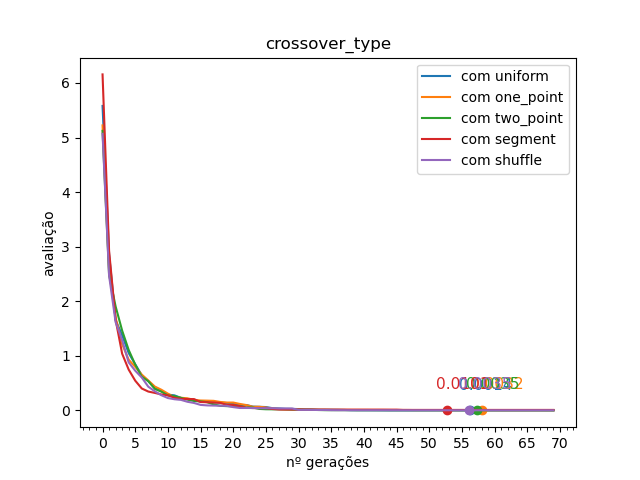 crossover_type
com uniform
com one_point
com two_point
com segment
com shuffle
avaliação
6
5
4
3
2
1
0
0 5 10 15 20 25 30 35 40 45 50 55 60 65 70
nº gerações